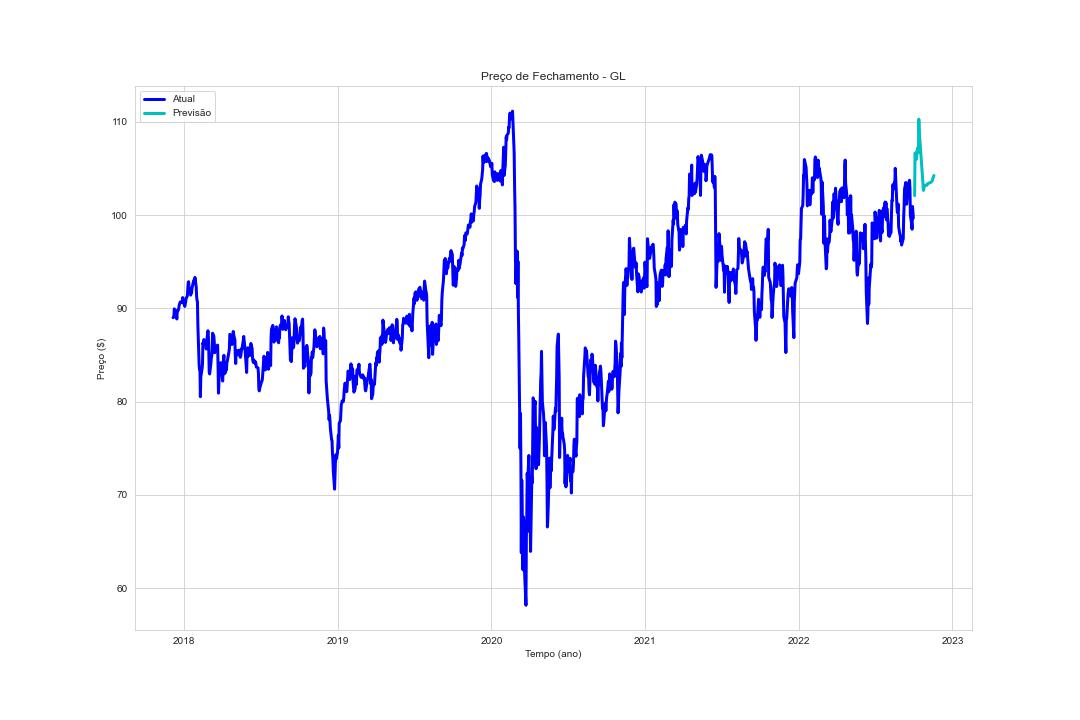 Preço de Fechamento - GL
Atual
Previsão
110
100
90
80
70
60
Preço ($)
2018 2019 2020 2021 2022 2023
Tempo (ano)